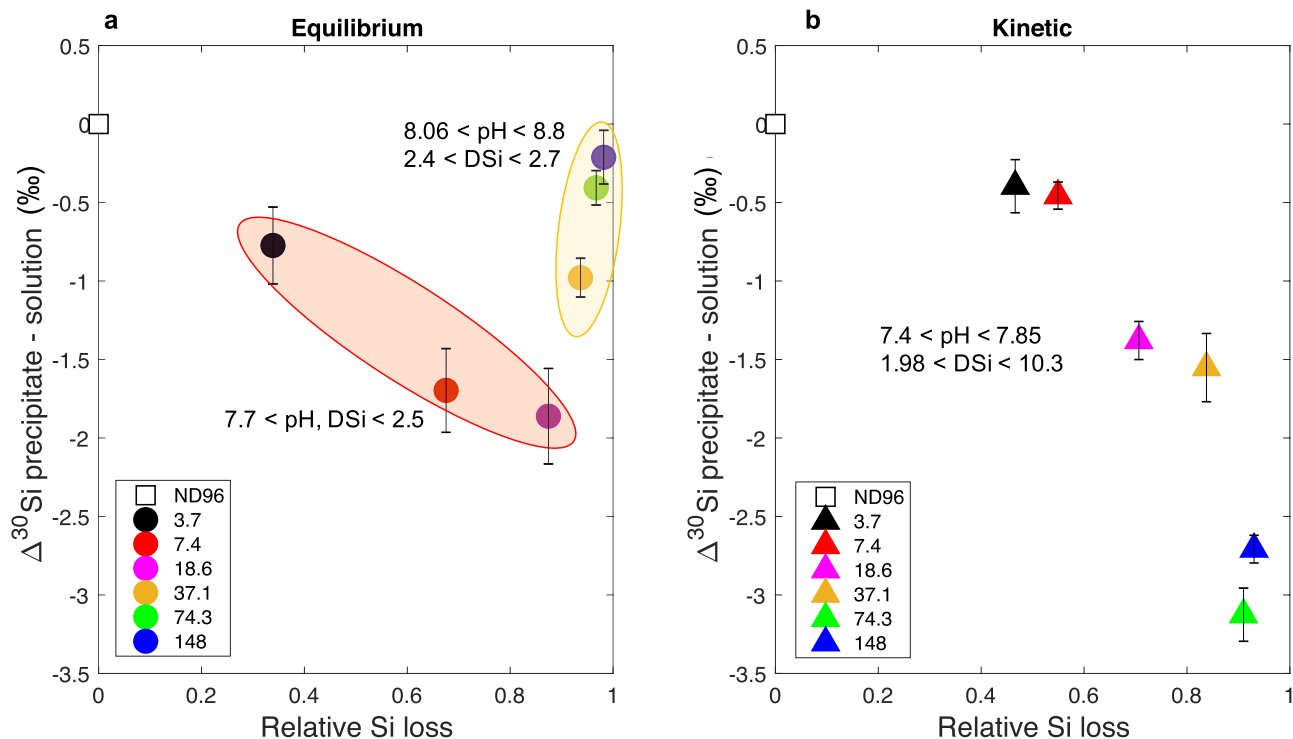 a
Equilibrium
0.5
0
-0.5
-1
-1.5
-2
-2.5
-3
-3.5
0
0.2
0.4
0.6
0.8
1
Δ³⁰Si precipitate - solution (‰)
Relative Si loss
8.06 < pH < 8.8
2.4 < DSi < 2.7
7.7 < pH, DSi < 2.5
ND96
3.7
7.4
18.6
37.1
74.3
148
b
Kinetic
0.5
0
-0.5
-1
-1.5
-2
-2.5
-3
-3.5
0
0.2
0.4
0.6
0.8
1
Δ³⁰Si precipitate - solution (‰)
Relative Si loss
7.4 < pH < 7.85
1.98 < DSi < 10.3
ND96
3.7
7.4
18.6
37.1
74.3
148